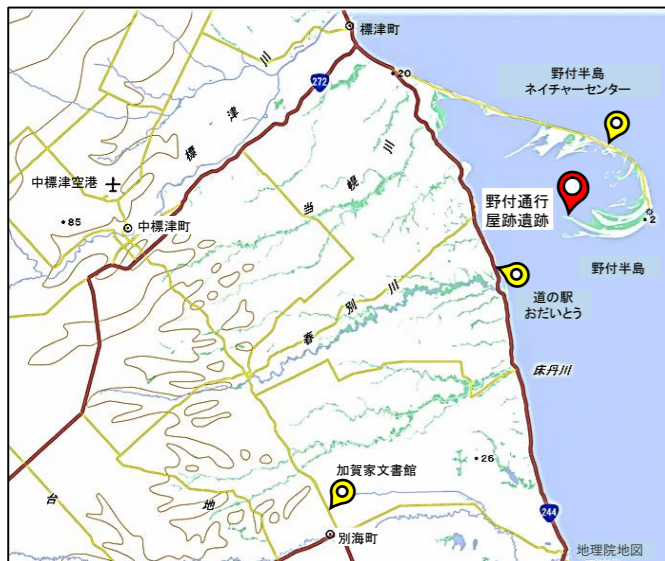 標津町
20
野付半島
ネイチャーセンター
272
川
津
標
中標津空港
川
幌
当
野付通行
屋跡遺跡
2
85
中標津町
野付半島
川
別
春
道の駅
おだいとう
床丹川
加賀家文書館
26
台
地
244
別海町
地理院地図